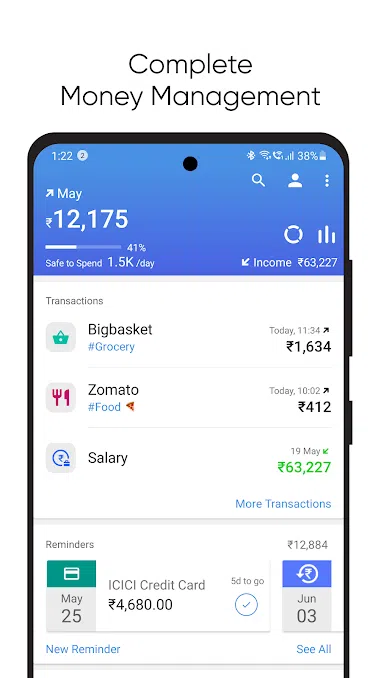 Complete
Money Management
1:22 2 38%
May
₹12,175
41%
Safe to Spend 1.5K /day
Income ₹63,227
Transactions
Bigbasket
Today, 11:34
#Grocery
₹1,634
Zomato
Today, 10:02
#Food
₹412
Salary
19 May
₹63,227
More Transactions
Reminders ₹12,884
May
25
ICICI Credit Card
₹4,680.00
5d to go
Jun
03
New Reminder See All